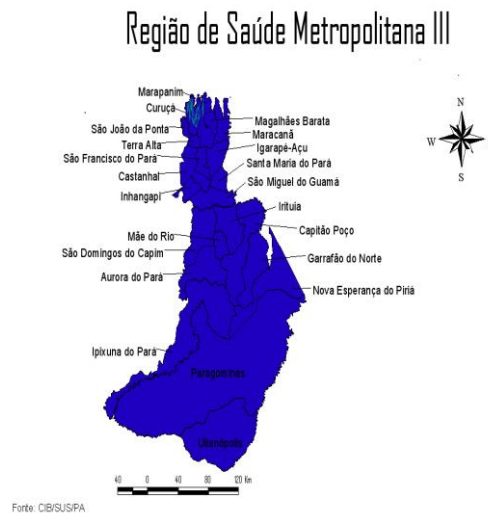 Região de Saúde Metropolitana III
Marapanim
Curuçá
São João da Ponta
Terra Alta
São Francisco do Pará
Castanhal
Inhangapi
Magalhães Barata
Maracanã
Igarapé-Açu
Santa Maria do Pará
São Miguel do Guamá
Irituia
Capitão Poço
Mãe do Rio
São Domingos do Capim
Garrafão do Norte
Aurora do Pará
Nova Esperança do Piriá
Ipixuna do Pará
Paragominas
Ulianópolis
N
W
S
40 0 40 80 120 Km
Fonte: CIB/SUS/PA